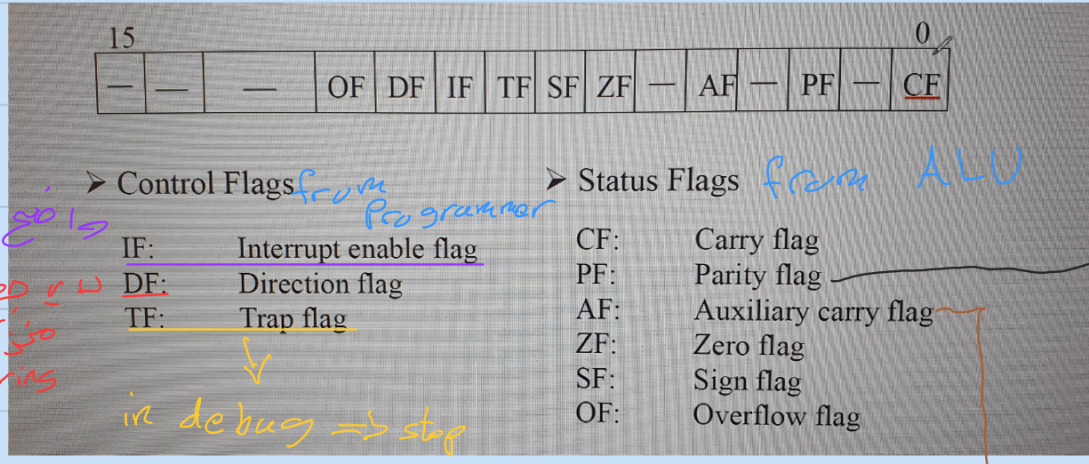 15 0
— — — OF DF IF TF SF ZF — AF — PF — CF
➤ Control Flags from Programmer
IF: Interrupt enable flag
DF: Direction flag
TF: Trap flag
in debug => stop
➤ Status Flags from ALU
CF: Carry flag
PF: Parity flag
AF: Auxiliary carry flag
ZF: Zero flag
SF: Sign flag
OF: Overflow flag